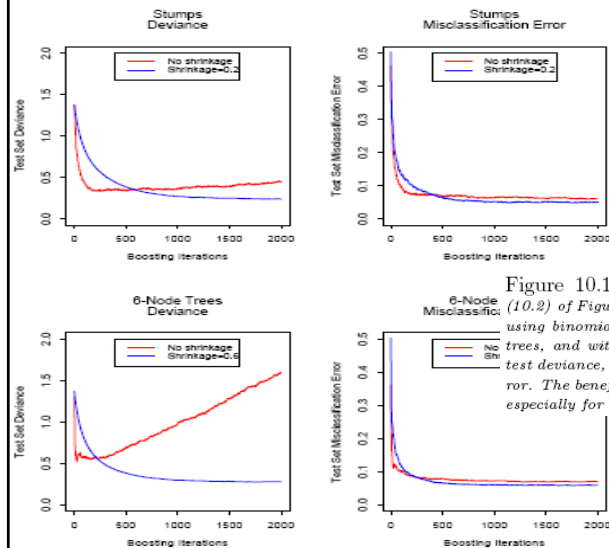 Stumps
Deviance
Test Set Deviance
0.0
0.5
1.0
1.5
2.0
No shrinkage
Shrinkage=0.2
0
500
1000
1500
2000
Boosting Iterations
Stumps
Misclassification Error
Test Set Misclassification Error
0.0
0.1
0.2
0.3
0.4
0.5
No shrinkage
Shrinkage=0.2
0
500
1000
1500
2000
Boosting Iterations
6-Node Trees
Deviance
Test Set Deviance
0.0
0.5
1.0
1.5
2.0
No shrinkage
Shrinkage=0.6
0
500
1000
1500
2000
Boosting Iterations
6-Node
Test Set Misclassification Error
0.0
0.1
0.2
0.3
0.4
0.5
No
0
500
1000
1500
2000
Boosting Iterations
Figure 10.1
(10.2) of Figu
using binomia
trees, and wit
test deviance,
ror. The benef
especially for